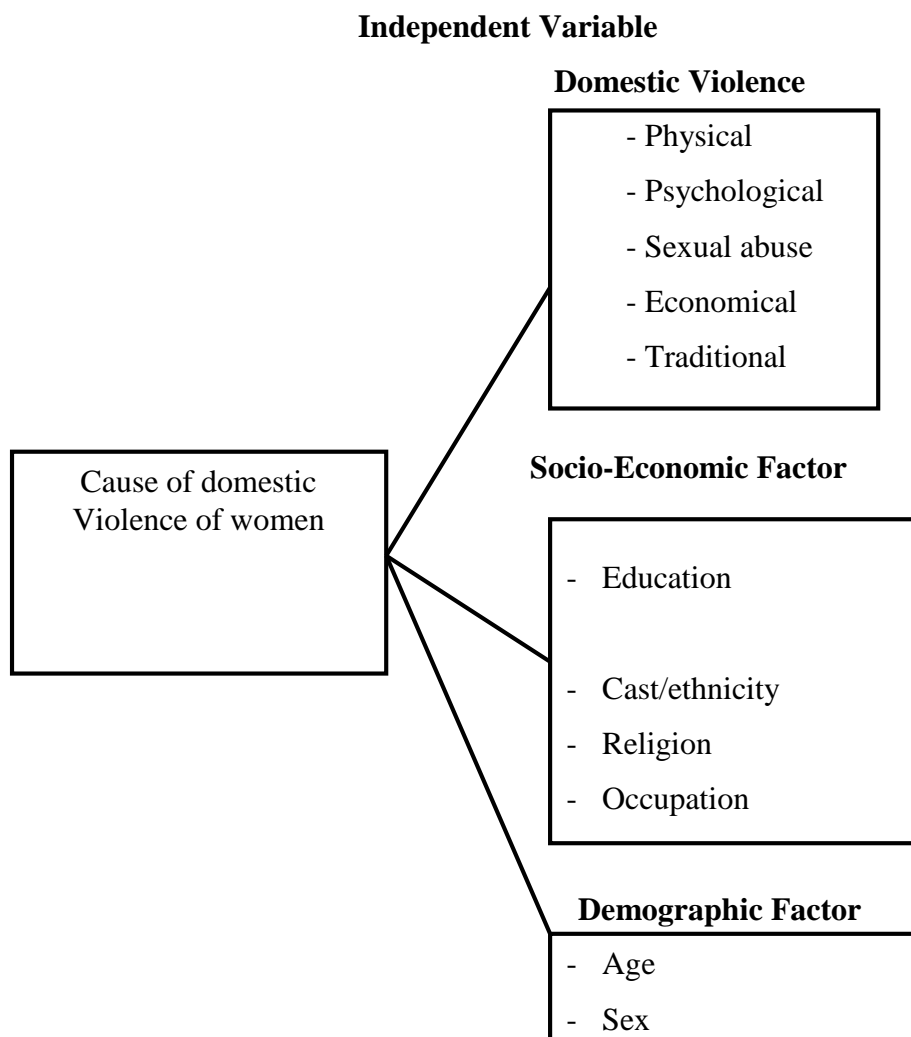 Independent Variable
Domestic Violence
- Physical
- Psychological
- Sexual abuse
- Economical
- Traditional
Cause of domestic
Violence of women
Socio-Economic Factor
- Education
- Cast/ethnicity
- Religion
- Occupation
Demographic Factor
- Age
- Sex